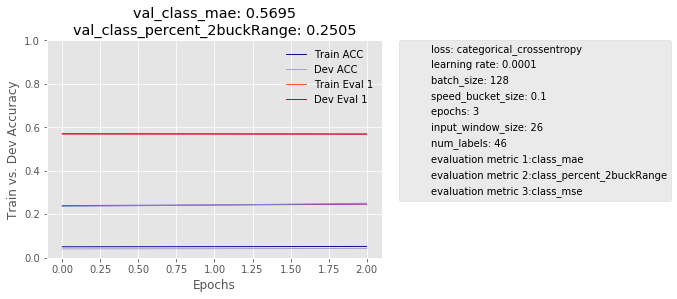 val_class_mae: 0.5695
val_class_percent_2buckRange: 0.2505
Train vs. Dev Accuracy
1.0
0.8
0.6
0.4
0.2
0.0
Train ACC
Dev ACC
Train Eval 1
Dev Eval 1
0.00 0.25 0.50 0.75 1.00 1.25 1.50 1.75 2.00
Epochs
loss: categorical_crossentropy
learning rate: 0.0001
batch_size: 128
speed_bucket_size: 0.1
epochs: 3
input_window_size: 26
num_labels: 46
evaluation metric 1:class_mae
evaluation metric 2:class_percent_2buckRange
evaluation metric 3:class_mse